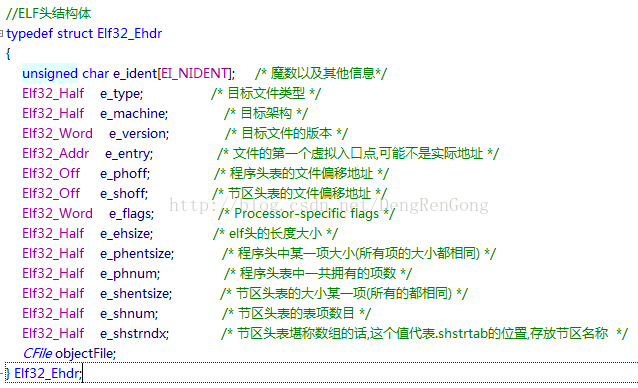 //ELF头结构体
typedef struct Elf32_Ehdr
{
unsigned char e_ident[EI_NIDENT]; /* 魔数以及其他信息*/
Elf32_Half e_type; /* 目标文件类型 */
Elf32_Half e_machine; /* 目标架构 */
Elf32_Word e_version; /* 目标文件的版本 */
Elf32_Addr e_entry; /* 文件的第一个虚拟入口点,可能不是实际地址 */
Elf32_Off e_phoff; /* 程序头表的文件偏移地址 */
Elf32_Off e_shoff; /* 节区头表的文件偏移地址 */
http://blog.csdn.net/DengRenGong
Elf32_Word e_flags; /* Processor-specific flags */
Elf32_Half e_ehsize; /* elf头的长度大小 */
Elf32_Half e_phentsize; /* 程序头中某一项大小(所有项的大小都相同) */
Elf32_Half e_phnum; /* 程序头表中一共拥有的项数 */
Elf32_Half e_shentsize; /* 节区头表的大小某一项(所有的都相同) */
Elf32_Half e_shnum; /* 节区头表的表项数目 */
Elf32_Half e_shstrndx; /* 节区头表堪称数组的话,这个值代表.shstrtab的位置,存放节区名称 */
CFile objectFile;
} Elf32_Ehdr;